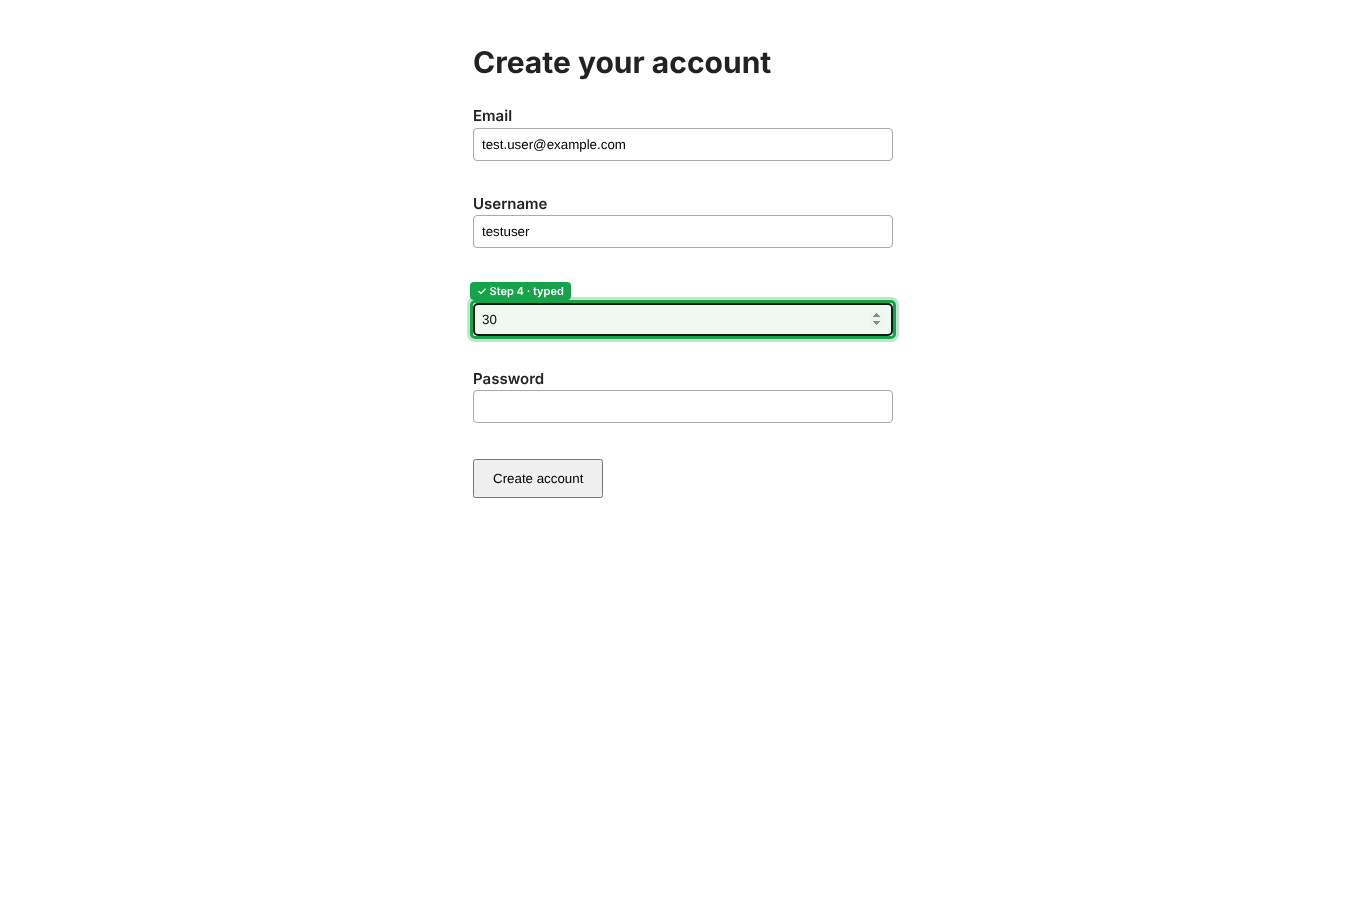 Create your account
Email
test.user@example.com
Username
testuser
✓ Step 4 · typed
30
Password
Create account